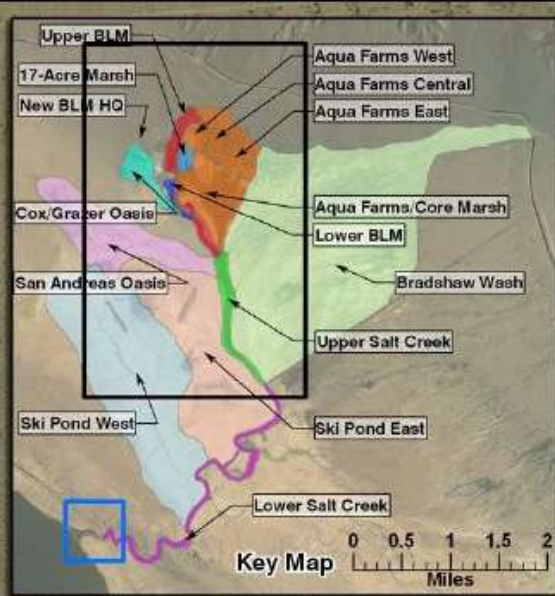 Upper BLM
17-Acre Marsh
New BLM HQ
Aqua Farms West
Aqua Farms Central
Aqua Farms East
Cox/Grazer Oasis
Aqua Farms/Core Marsh
Lower BLM
San Andreas Oasis
Bradshaw Wash
Upper Salt Creek
Ski Pond West
Ski Pond East
Lower Salt Creek
Key Map
0 0.5 1 1.5 2
Miles